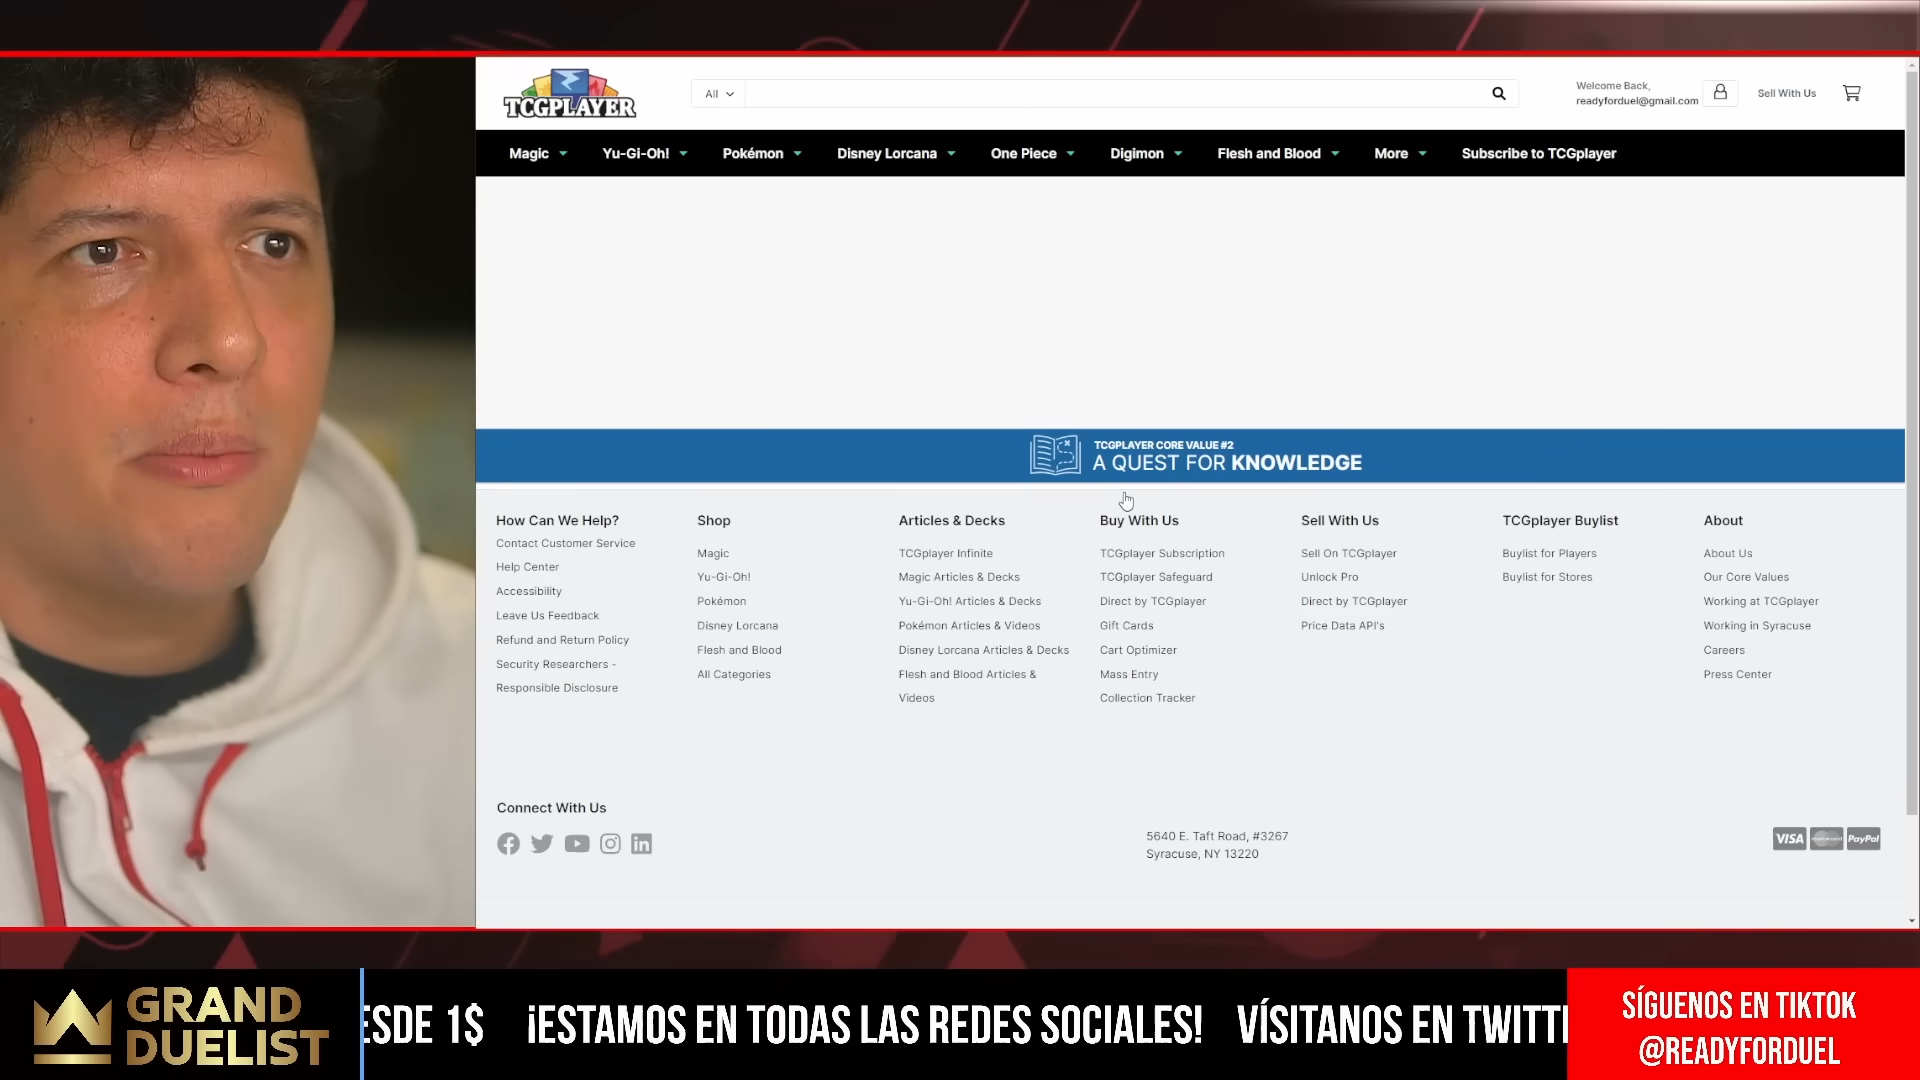 TCGPLAYER
All
Welcome Back,
readyforduel@gmail.com
Sell With Us
Magic
Yu-Gi-Oh!
Pokémon
Disney Lorcana
One Piece
Digimon
Flesh and Blood
More
Subscribe to TCGplayer
TCGPLAYER CORE VALUE #2
A QUEST FOR KNOWLEDGE
How Can We Help?
Contact Customer Service
Help Center
Accessibility
Leave Us Feedback
Refund and Return Policy
Security Researchers -
Responsible Disclosure
Shop
Magic
Yu-Gi-Oh!
Pokémon
Disney Lorcana
Flesh and Blood
All Categories
Articles & Decks
TCGplayer Infinite
Magic Articles & Decks
Yu-Gi-Oh! Articles & Decks
Pokémon Articles & Videos
Disney Lorcana Articles & Decks
Flesh and Blood Articles &
Videos
Buy With Us
TCGplayer Subscription
TCGplayer Safeguard
Direct by TCGplayer
Gift Cards
Cart Optimizer
Mass Entry
Collection Tracker
Sell With Us
Sell On TCGplayer
Unlock Pro
Direct by TCGplayer
Price Data API's
TCGplayer Buylist
Buylist for Players
Buylist for Stores
About
About Us
Our Core Values
Working at TCGplayer
Working in Syracuse
Careers
Press Center
Connect With Us
5640 E. Taft Road, #3267
Syracuse, NY 13220
VISA
PayPal
GRAND
DUELIST
ESDE 1$ ¡ESTAMOS EN TODAS LAS REDES SOCIALES! VÍSITANOS EN TWITT
SÍGUENOS EN TIKTOK
@READYFORDUEL